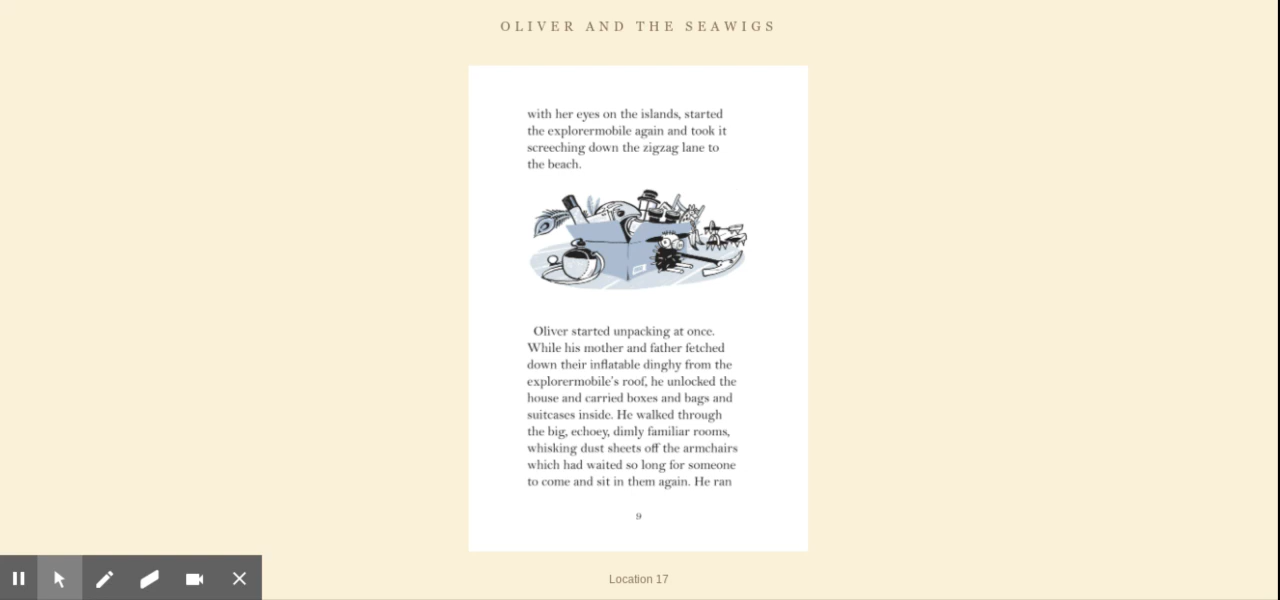 OLIVER AND THE SEAWIGS
with her eyes on the islands, started
the explorermobile again and took it
screeching down the zigzag lane to
the beach.
Oliver started unpacking at once.
While his mother and father fetched
down their inflatable dinghy from the
explorermobile's roof, he unlocked the
house and carried boxes and bags and
suitcases inside. He walked through
the big, echoey, dimly familiar rooms,
whisking dust sheets off the armchairs
which had waited so long for someone
to come and sit in them again. He ran
9
Location 17